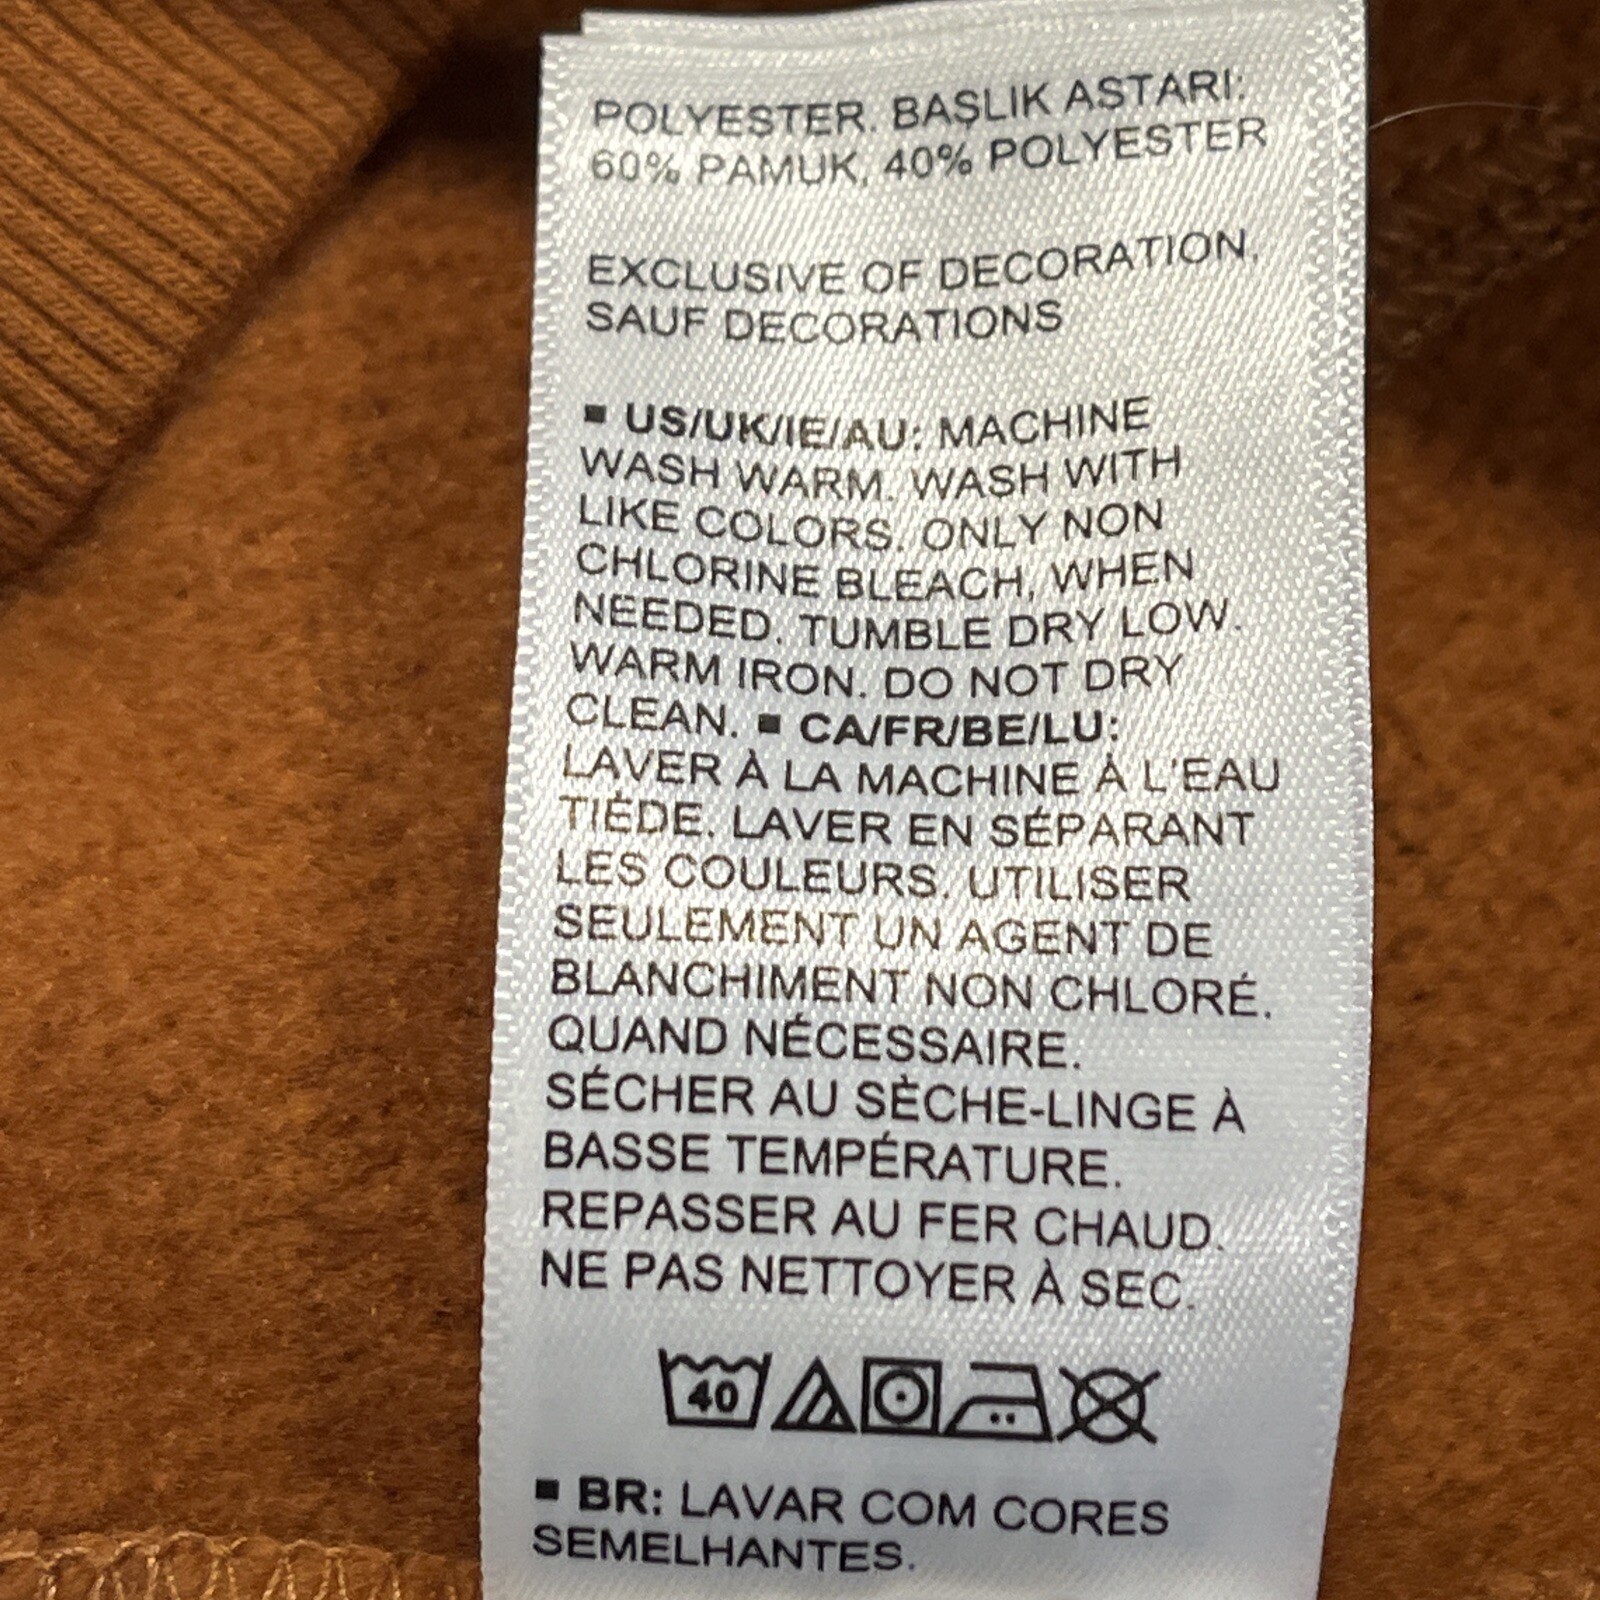 POLYESTER. BAŞLIK ASTARI:
60% PAMUK, 40% POLYESTER
EXCLUSIVE OF DECORATION.
SAUF DECORATIONS
▪ US/UK/IE/AU: MACHINE
WASH WARM. WASH WITH
LIKE COLORS. ONLY NON
CHLORINE BLEACH, WHEN
NEEDED. TUMBLE DRY LOW.
WARM IRON. DO NOT DRY
CLEAN. ▪ CA/FR/BE/LU:
LAVER À LA MACHINE À L'EAU
TIÈDE. LAVER EN SÉPARANT
LES COULEURS. UTILISER
SEULEMENT UN AGENT DE
BLANCHIMENT NON CHLORÉ.
QUAND NÉCESSAIRE.
SÉCHER AU SÈCHE-LINGE À
BASSE TEMPÉRATURE.
REPASSER AU FER CHAUD.
NE PAS NETTOYER À SEC.
40
▪ BR: LAVAR COM CORES
SEMELHANTES.